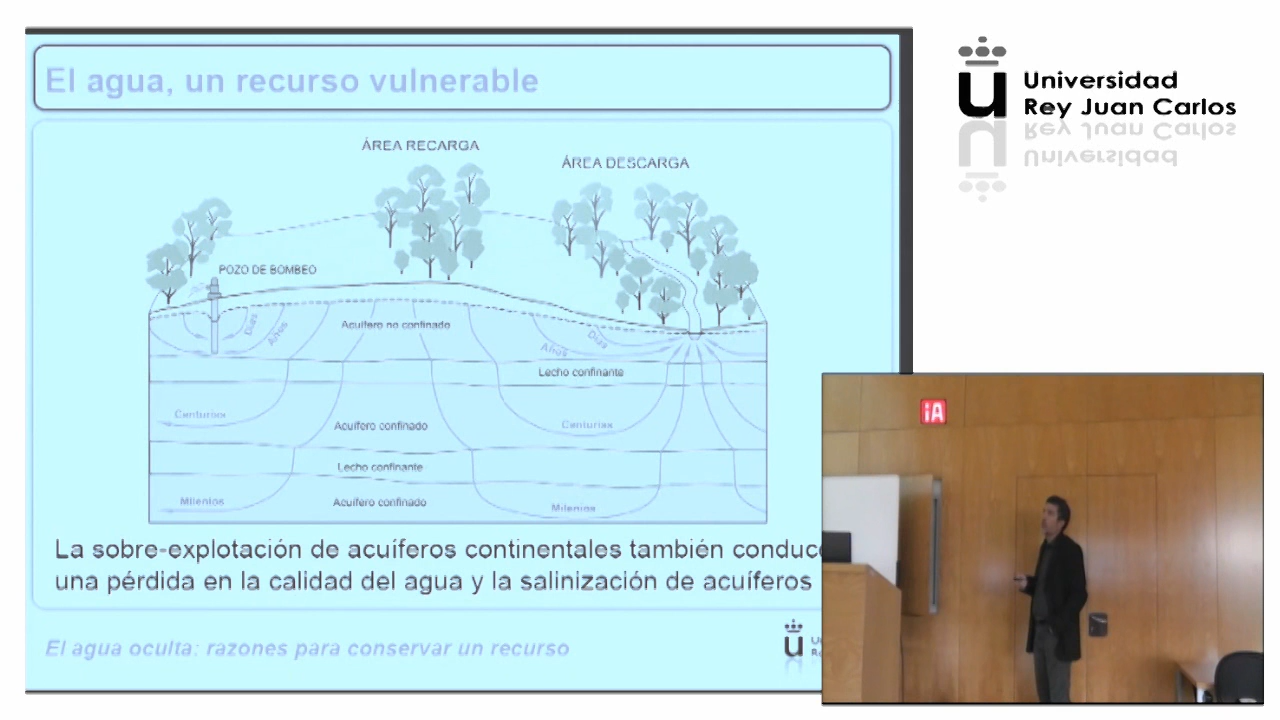 El agua, un recurso vulnerable
ÁREA RECARGA
ÁREA DESCARGA
POZO DE BOMBEO
Días
Años
Acuífero no confinado
Años
Días
Lecho confinante
Centurias
Acuífero confinado
Centurias
Lecho confinante
Milenios
Acuífero confinado
Milenios
La sobre-explotación de acuíferos continentales también conduce
una pérdida en la calidad del agua y la salinización de acuíferos
El agua oculta: razones para conservar un recurso
u
Universidad
Rey Juan Carlos
Rey Juan Carlos
Universidad
iA